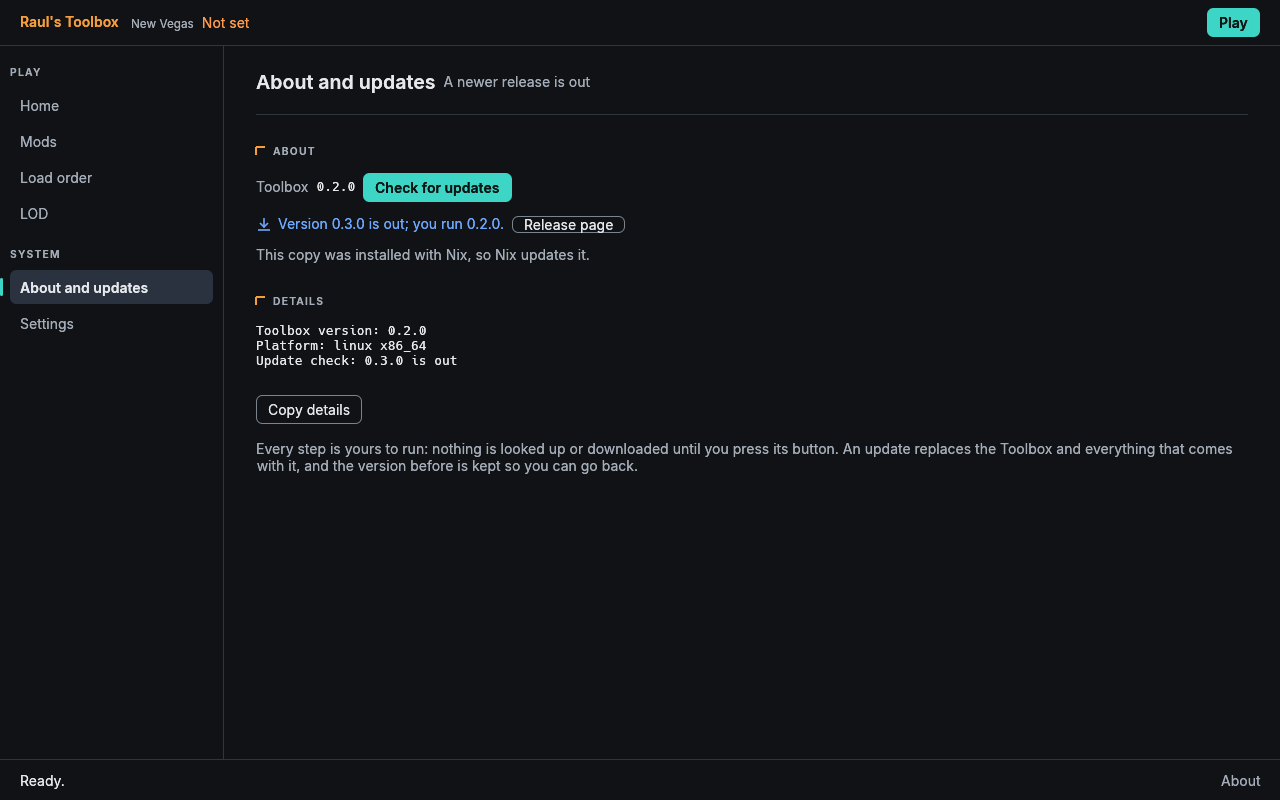 Raul's Toolbox New Vegas Not set Play
PLAY
Home
Mods
Load order
LOD
SYSTEM
About and updates
Settings
About and updates A newer release is out
ABOUT
Toolbox 0.2.0 Check for updates
Version 0.3.0 is out; you run 0.2.0. Release page
This copy was installed with Nix, so Nix updates it.
DETAILS
Toolbox version: 0.2.0
Platform: linux x86_64
Update check: 0.3.0 is out
Copy details
Every step is yours to run: nothing is looked up or downloaded until you press its button. An update replaces the Toolbox and everything that comes
with it, and the version before is kept so you can go back.
Ready. About